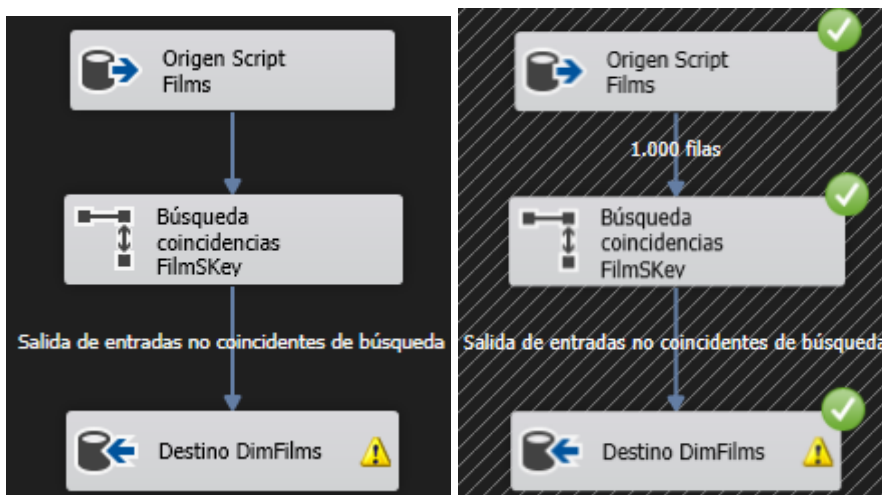 Origen Script
Films
Búsqueda
coincidencias
FilmSKey
Salida de entradas no coincidentes de búsqueda
Destino DimFilms
Origen Script
Films
1.000 filas
Búsqueda
coincidencias
FilmSKey
Salida de entradas no coincidentes de búsqueda
Destino DimFilms